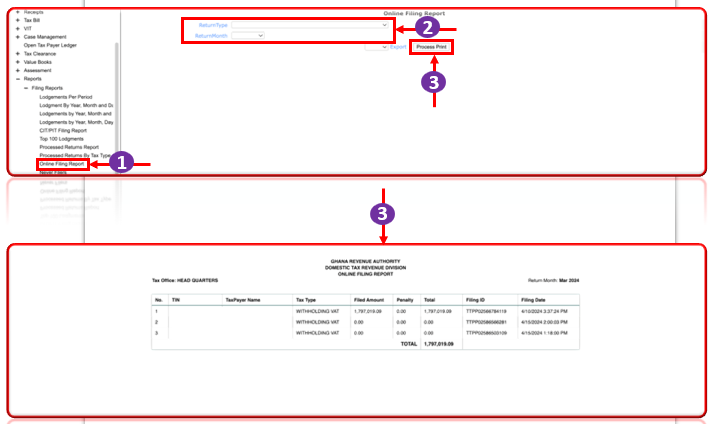 Online Filing Report
+ Receipts
+ Tax Bill
+ VIT
+ Case Management
Open Tax Payer Ledger
+ Tax Clearance
+ Value Books
+ Assessment
− Reports
− Filing Reports
Lodgements Per Period
Lodgment By Year, Month and Da
Lodgements by Year, Month and
Lodgements by Year, Month, Day
CIT/PIT Filing Report
Top 100 Lodgments
Processed Returns Report
Processed Returns By Tax Type
Online Filing Report
Never Filers
ReturnType
ReturnMonth
Export Process Print
2
3
1
3
GHANA REVENUE AUTHORITY
DOMESTIC TAX REVENUE DIVISION
ONLINE FILING REPORT
Tax Office: HEAD QUARTERS Return Month: Mar 2024
No. TIN TaxPayer Name Tax Type Filed Amount Penalty Total Filing ID Filing Date
1 WITHHOLDING VAT 1,797,019.09 0.00 1,797,019.09 TTPP02566784119 4/10/2024 3:37:24 PM
2 WITHHOLDING VAT 0.00 0.00 0.00 4/15/2024 2:00:03 PM
3 WITHHOLDING VAT 0.00 0.00 0.00 4/15/2024 1:18:00 PM
TOTAL 1,797,019.09